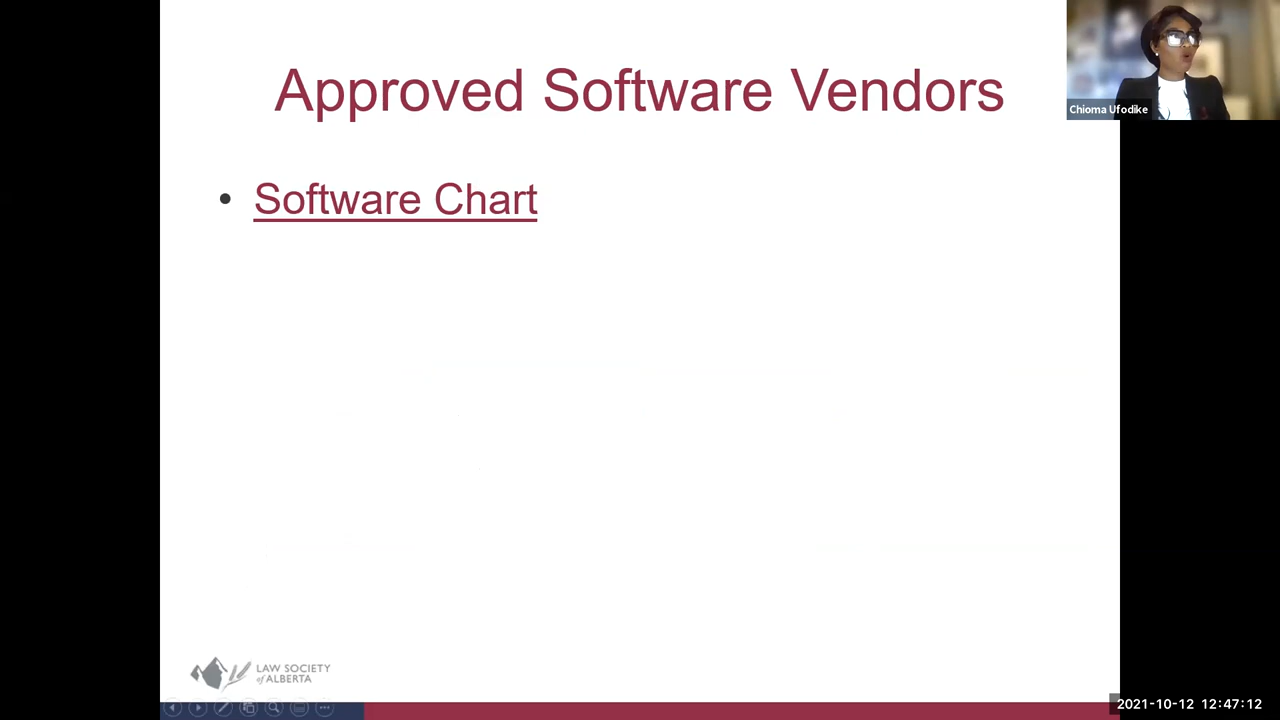 Approved Software Vendors
Chioma Ufodike
• Software Chart
LAW SOCIETY
of ALBERTA
2021-10-12 12:47:12